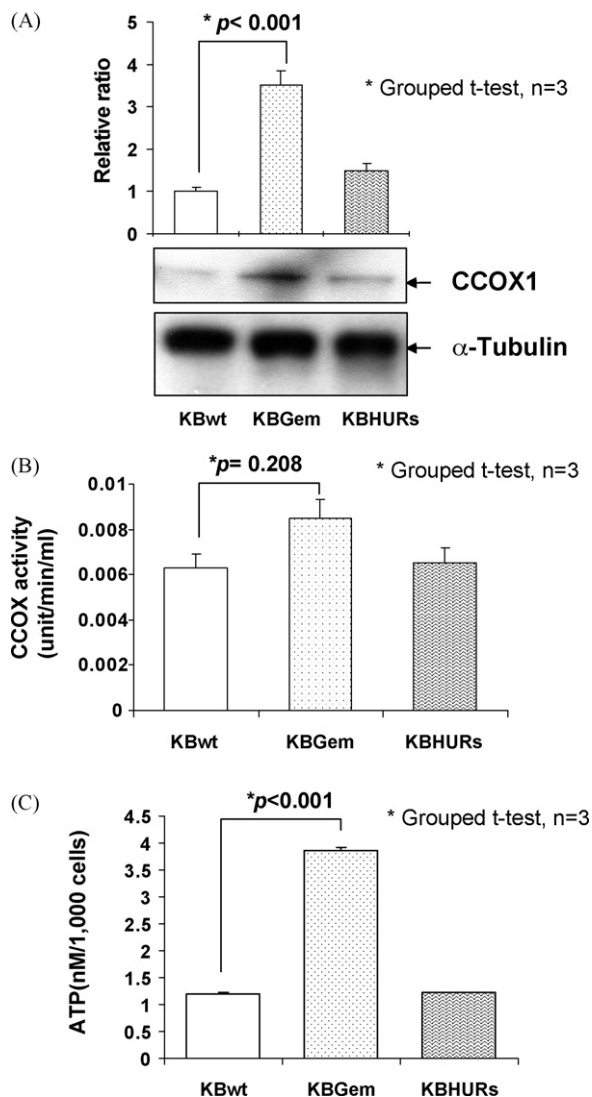 (A)
* p< 0.001
* Grouped t-test, n=3
Relative ratio
5
4
3
2
1
0
CCOX1
α-Tubulin
KBwt KBGem KBHURs
(B)
*p= 0.208
* Grouped t-test, n=3
CCOX activity
(unit/min/ml)
0.01
0.008
0.006
0.004
0.002
0
KBwt KBGem KBHURs
(C)
*p<0.001
* Grouped t-test, n=3
ATP(nM/1,000 cells)
4.5
4
3.5
3
2.5
2
1.5
1
0.5
0
KBwt KBGem KBHURs